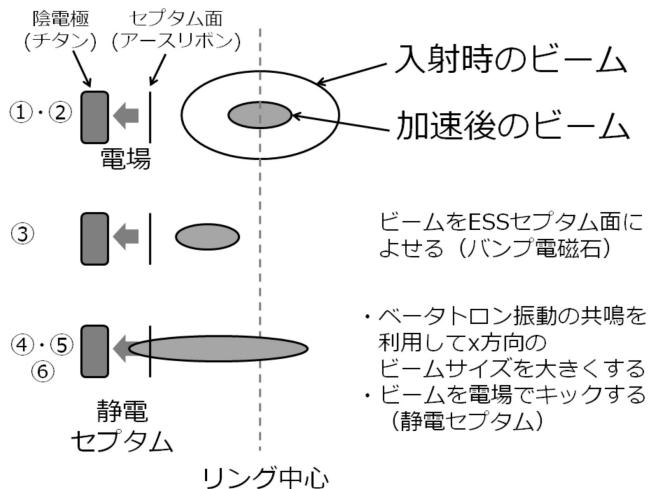 陰電極
(チタン)
セプタム面
(アースリボン)
入射時のビーム
加速後のビーム
①・②
電場
③
ビームをESSセプタム面に
よせる（バンプ電磁石）
④・⑤
⑥
・ベータトロン振動の共鳴を
利用してx方向の
ビームサイズを大きくする
・ビームを電場でキックする
（静電セプタム）
静電
セプタム
リング中心